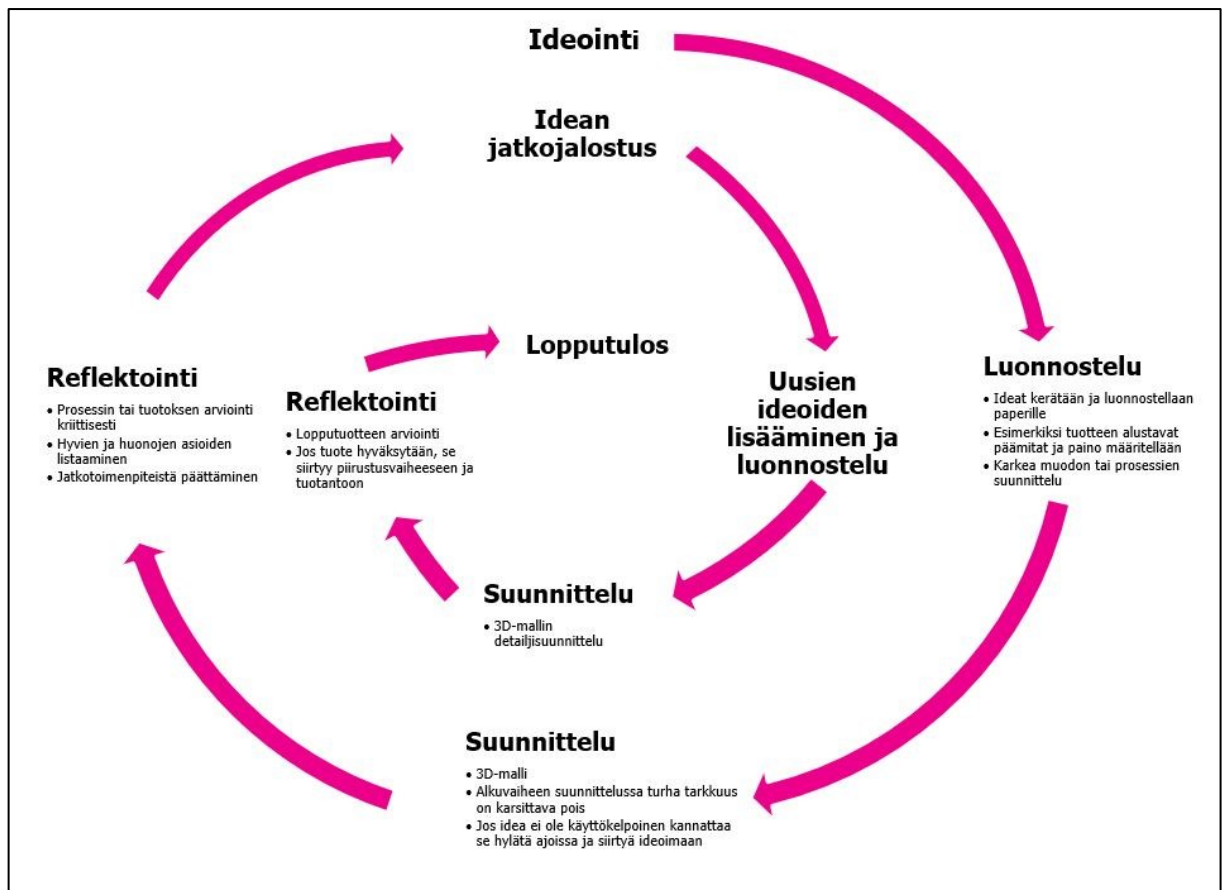 Ideointi
Idean
jatkojalostus
Lopputulos
Reflektointi
• Prosessin tai tuotoksen arviointi
kriittisesti
• Hyvien ja huonojen asioiden
listaaminen
• Jatkotoimenpiteistä päättäminen
Reflektointi
• Lopputuotteen arviointi
• Jos tuote hyväksytään, se
siirtyy piirustusvaiheeseen ja
tuotantoon
Uusien
ideoiden
lisääminen ja
luonnostelu
Luonnostelu
• Ideat kerätään ja luonnostellaan
paperille
• Esimerkiksi tuotteen alustavat
päämitat ja paino määritellään
• Karkea muodon tai prosessien
suunnittelu
Suunnittelu
• 3D-mallin
detaljisuunnittelu
Suunnittelu
• 3D-malli
• Alkuvaiheen suunnittelussa turha tarkkuus
on karsittava pois
• Jos idea ei ole käyttökelpoinen kannattaa
se hylätä ajoissa ja siirtyä ideoimaan